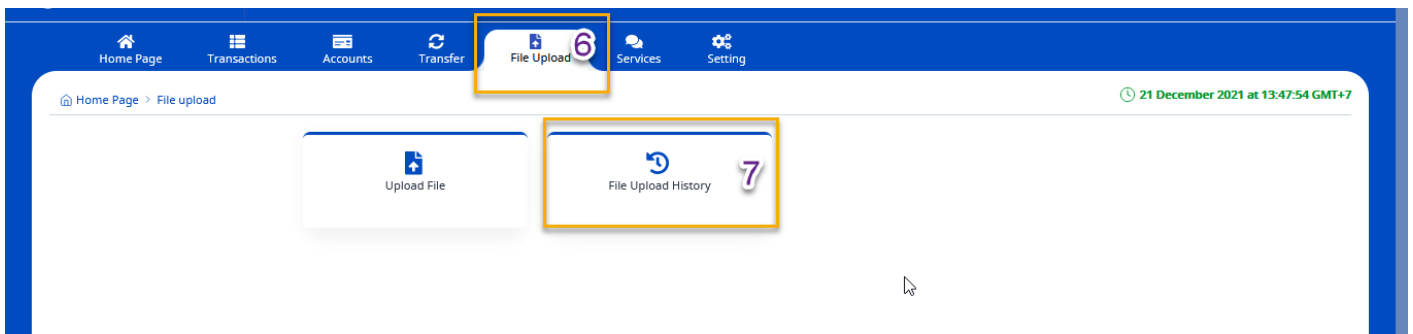 Home Page Transactions Accounts Transfer File Upload 6 Services Setting
Home Page > File upload
21 December 2021 at 13:47:54 GMT+7
Upload File
File Upload History
7